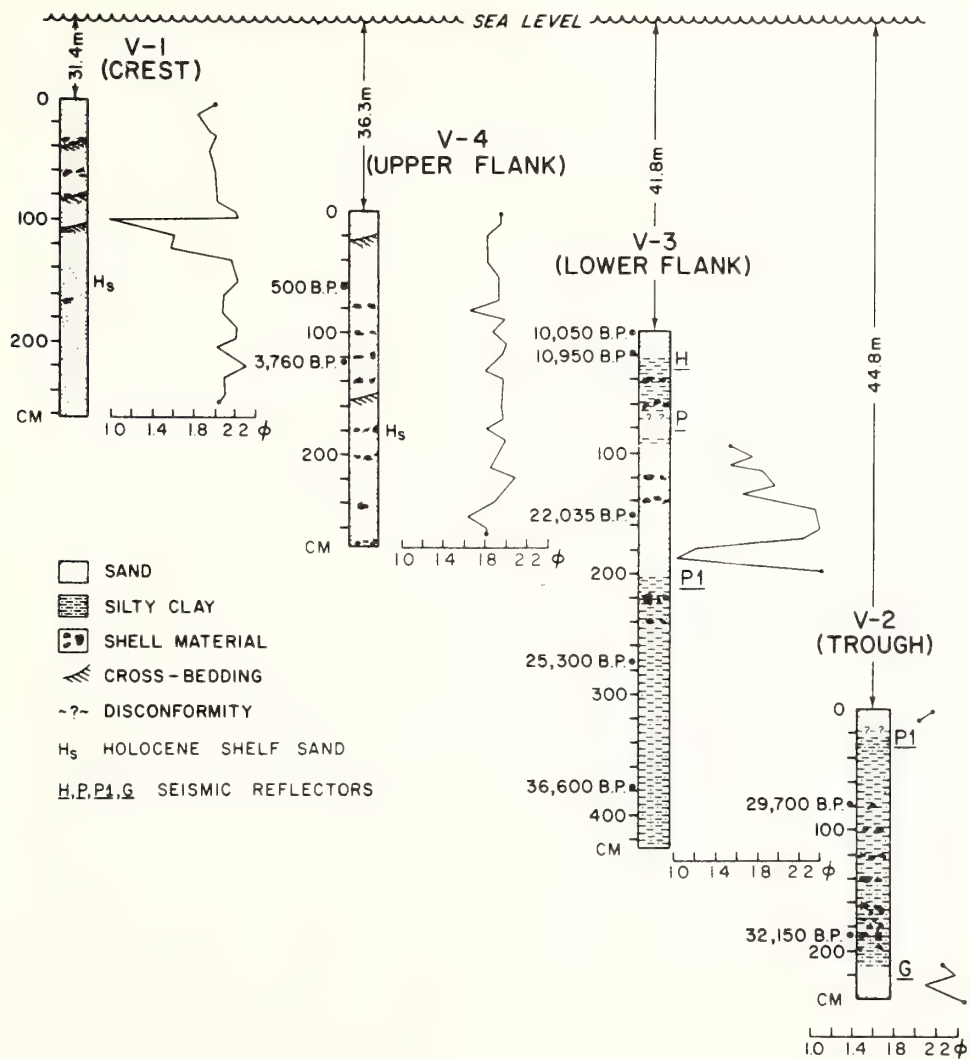 SEA LEVEL
31.4m
V-1
(CREST)
0
100
200
CM
Hs
1.0 1.4 1.8 2.2 φ
36.3m
V-4
(UPPER FLANK)
0
500 B.P.
100
3,760 B.P.
Hs
200
CM
1.0 1.4 1.8 2.2 φ
41.8m
V-3
(LOWER FLANK)
10,050 B.P.
10,950 B.P.
H
P
? ?
100
22,035 B.P.
200
P1
25,300 B.P.
300
36,600 B.P.
400
CM
1.0 1.4 1.8 2.2 φ
44.8m
V-2
(TROUGH)
0
? ?
P1
29,700 B.P.
100
32,150 B.P.
200
G
CM
1.0 1.4 1.8 2.2 φ
SAND
SILTY CLAY
SHELL MATERIAL
CROSS-BEDDING
~?~ DISCONFORMITY
Hs HOLOCENE SHELF SAND
H,P,P1,G SEISMIC REFLECTORS